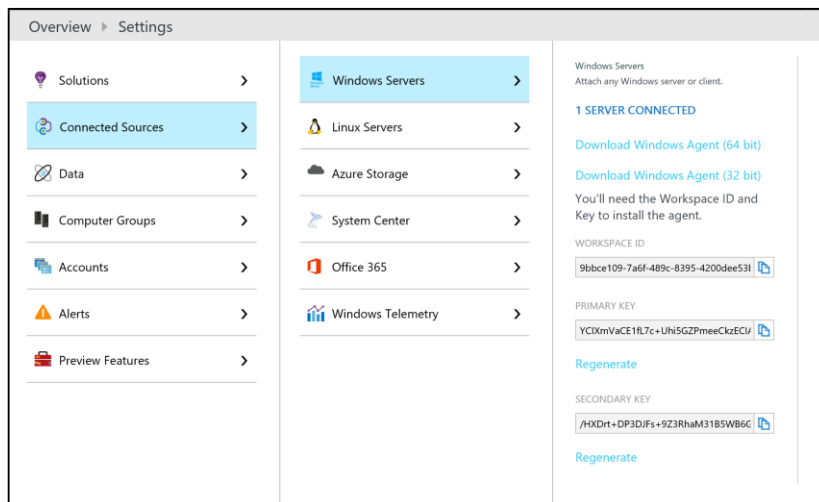 Overview Settings
Solutions
Connected Sources
Data
Computer Groups
Accounts
Alerts
Preview Features
Windows Servers
Linux Servers
Azure Storage
System Center
Office 365
Windows Telemetry
Windows Servers
Attach any Windows server or client.
1 SERVER CONNECTED
Download Windows Agent (64 bit)
Download Windows Agent (32 bit)
You'll need the Workspace ID and
Key to install the agent.
WORKSPACE ID
9bbce109-7a6f-489c-8395-4200dee53
PRIMARY KEY
YCIXmVaCE1fL7c+Uhi5GZPmeeCkzECI
Regenerate
SECONDARY KEY
/HXDrt+DP3DJFs+9Z3RhaM31B5WB6
Regenerate